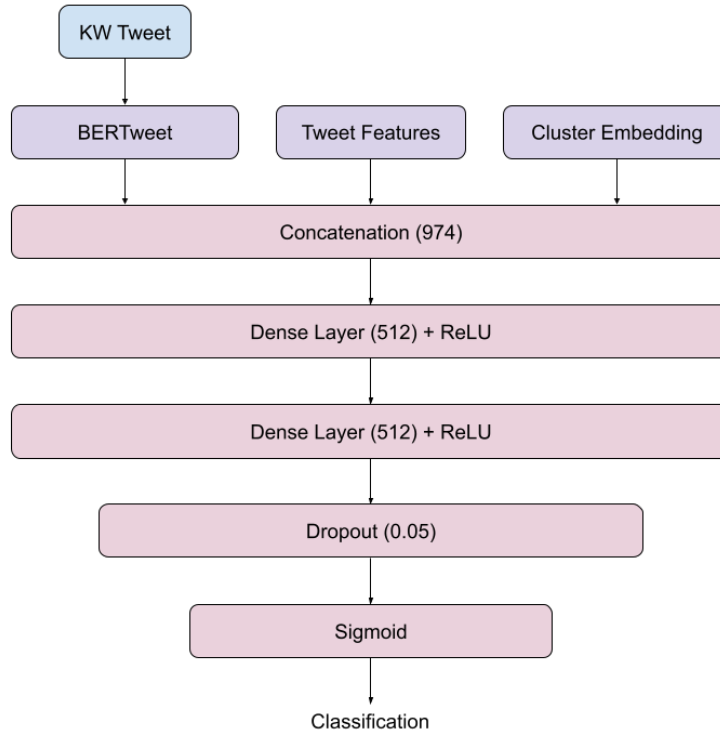 KW Tweet
BERTweet
Tweet Features
Cluster Embedding
Concatenation (974)
Dense Layer (512) + ReLU
Dense Layer (512) + ReLU
Dropout (0.05)
Sigmoid
Classification